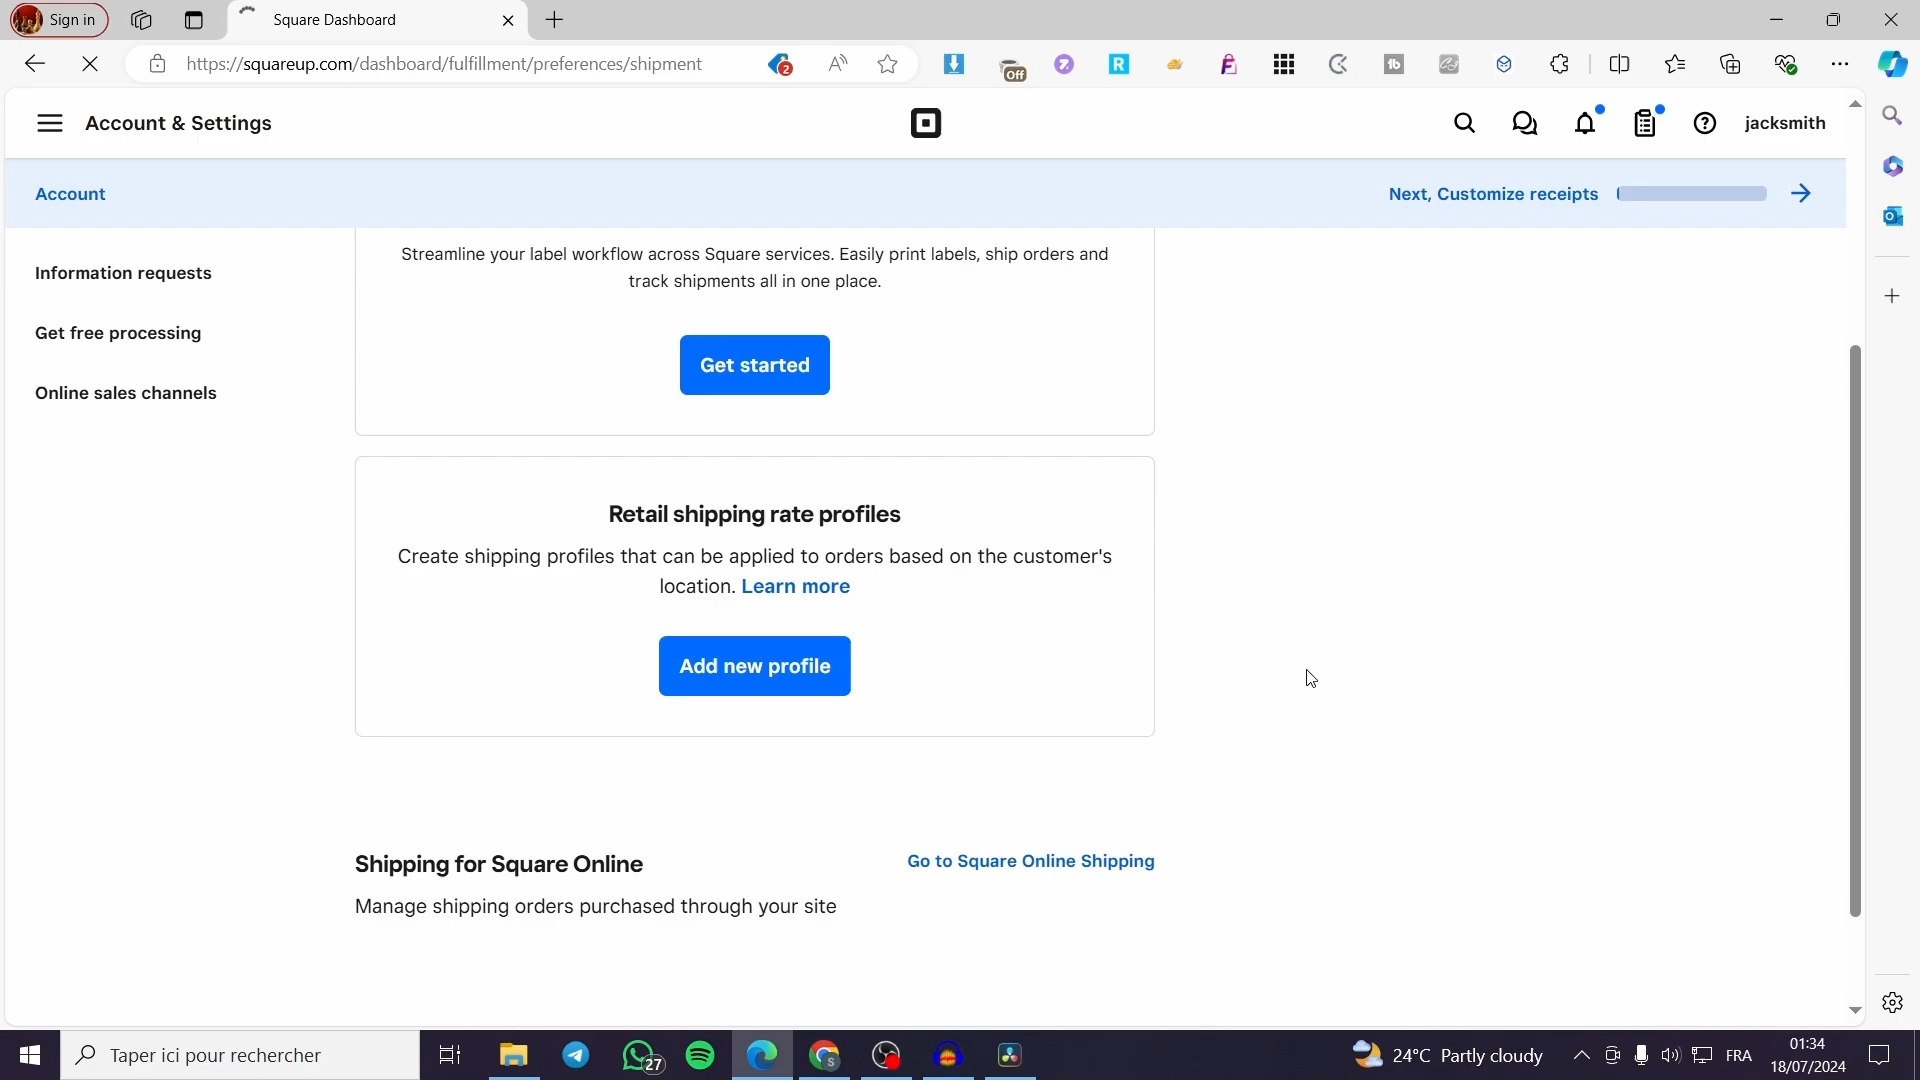 Sign in
Square Dashboard
https://squareup.com/dashboard/fulfillment/preferences/shipment
2
Off
Account & Settings
jacksmith
Account
Next, Customize receipts
Information requests
Get free processing
Online sales channels
Streamline your label workflow across Square services. Easily print labels, ship orders and
track shipments all in one place.
Get started
Retail shipping rate profiles
Create shipping profiles that can be applied to orders based on the customer's
location. Learn more
Add new profile
Shipping for Square Online
Go to Square Online Shipping
Manage shipping orders purchased through your site
Taper ici pour rechercher
27
24°C Partly cloudy
FRA
01:34
18/07/2024